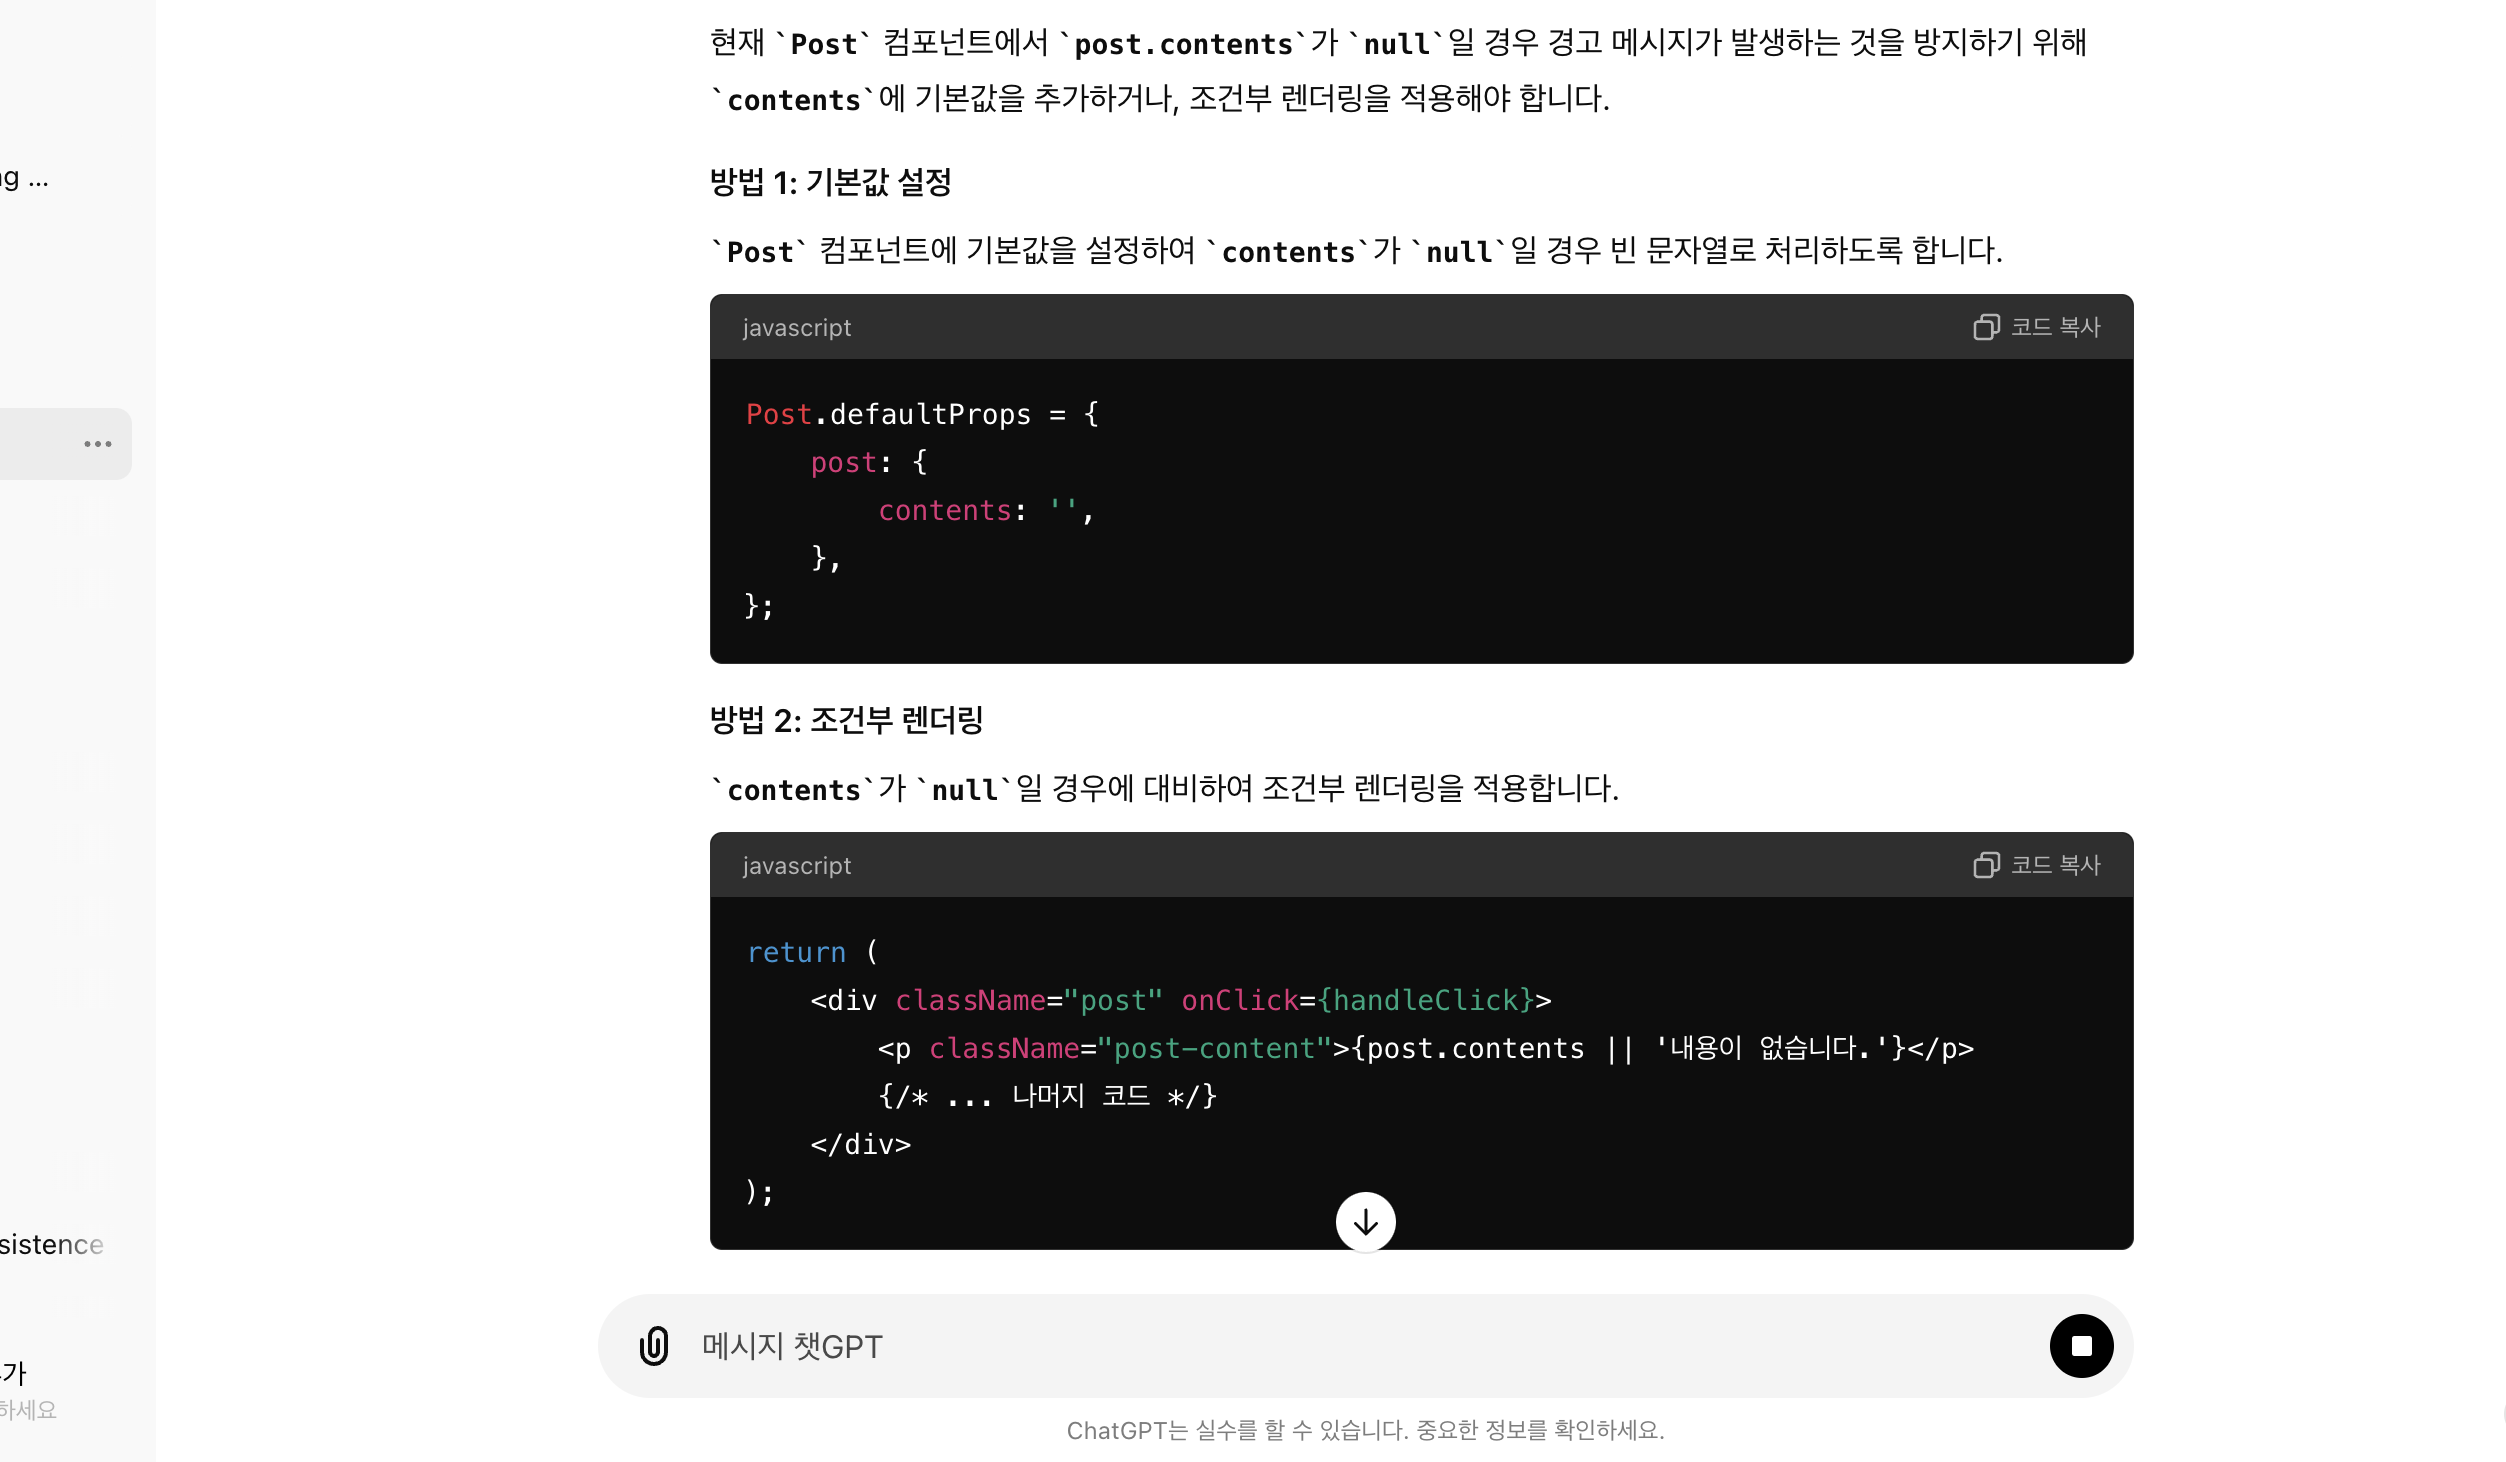 현재 `Post` 컴포넌트에서 `post.contents`가 `null`일 경우 경고 메시지가 발생하는 것을 방지하기 위해
`contents`에 기본값을 추가하거나, 조건부 렌더링을 적용해야 합니다.
방법 1: 기본값 설정
`Post` 컴포넌트에 기본값을 설정하여 `contents`가 `null`일 경우 빈 문자열로 처리하도록 합니다.
javascript 코드 복사
Post.defaultProps = {
    post: {
        contents: '',
    },
};
방법 2: 조건부 렌더링
`contents`가 `null`일 경우에 대비하여 조건부 렌더링을 적용합니다.
javascript 코드 복사
return (
    <div className="post" onClick={handleClick}>
        <p className="post-content">{post.contents || '내용이 없습니다.'}</p>
        {/* ... 나머지 코드 */}
    </div>
);
메시지 챗GPT
ChatGPT는 실수를 할 수 있습니다. 중요한 정보를 확인하세요.
g ...
sistence
가
하세요